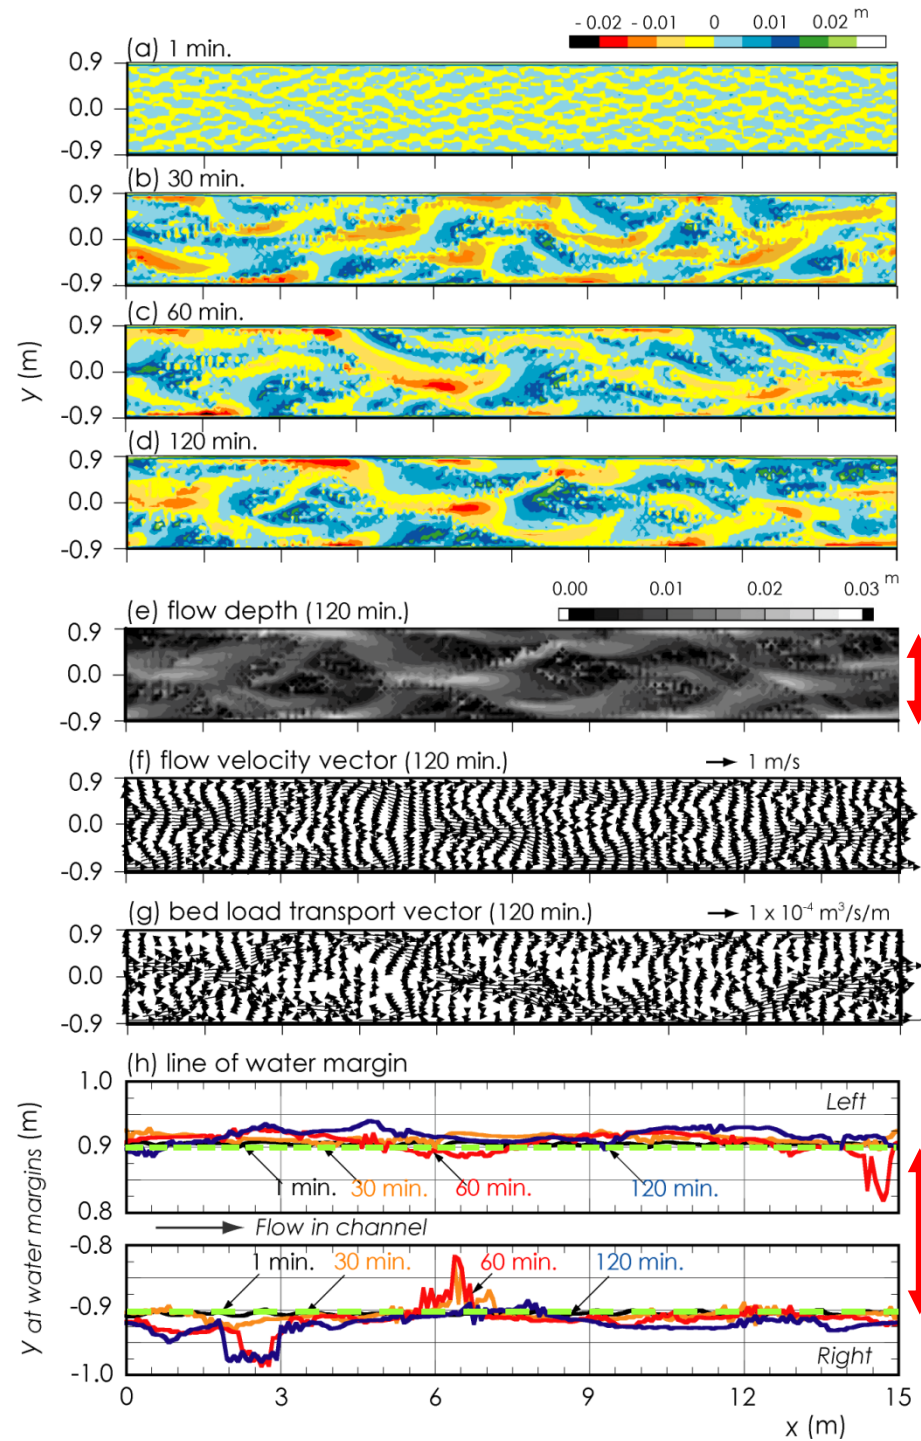 - 0.02 - 0.01 0 0.01 0.02 m
(a) 1 min.
0.9
0.0
-0.9
(b) 30 min.
0.9
0.0
-0.9
(c) 60 min.
0.9
0.0
-0.9
y (m)
(d) 120 min.
0.9
0.0
-0.9
0.00 0.01 0.02 0.03 m
(e) flow depth (120 min.)
0.9
0.0
-0.9
(f) flow velocity vector (120 min.) 1 m/s
0.9
0.0
-0.9
(g) bed load transport vector (120 min.) 1 x 10⁻⁴ m³/s/m
0.9
0.0
-0.9
(h) line of water margin
1.0
Left
0.9
1 min. 30 min. 60 min. 120 min.
0.8
Flow in channel
-0.8
1 min. 30 min. 60 min. 120 min.
-0.9
Right
-1.0
Y at water margins (m)
0 3 6 9 12 15
x (m)